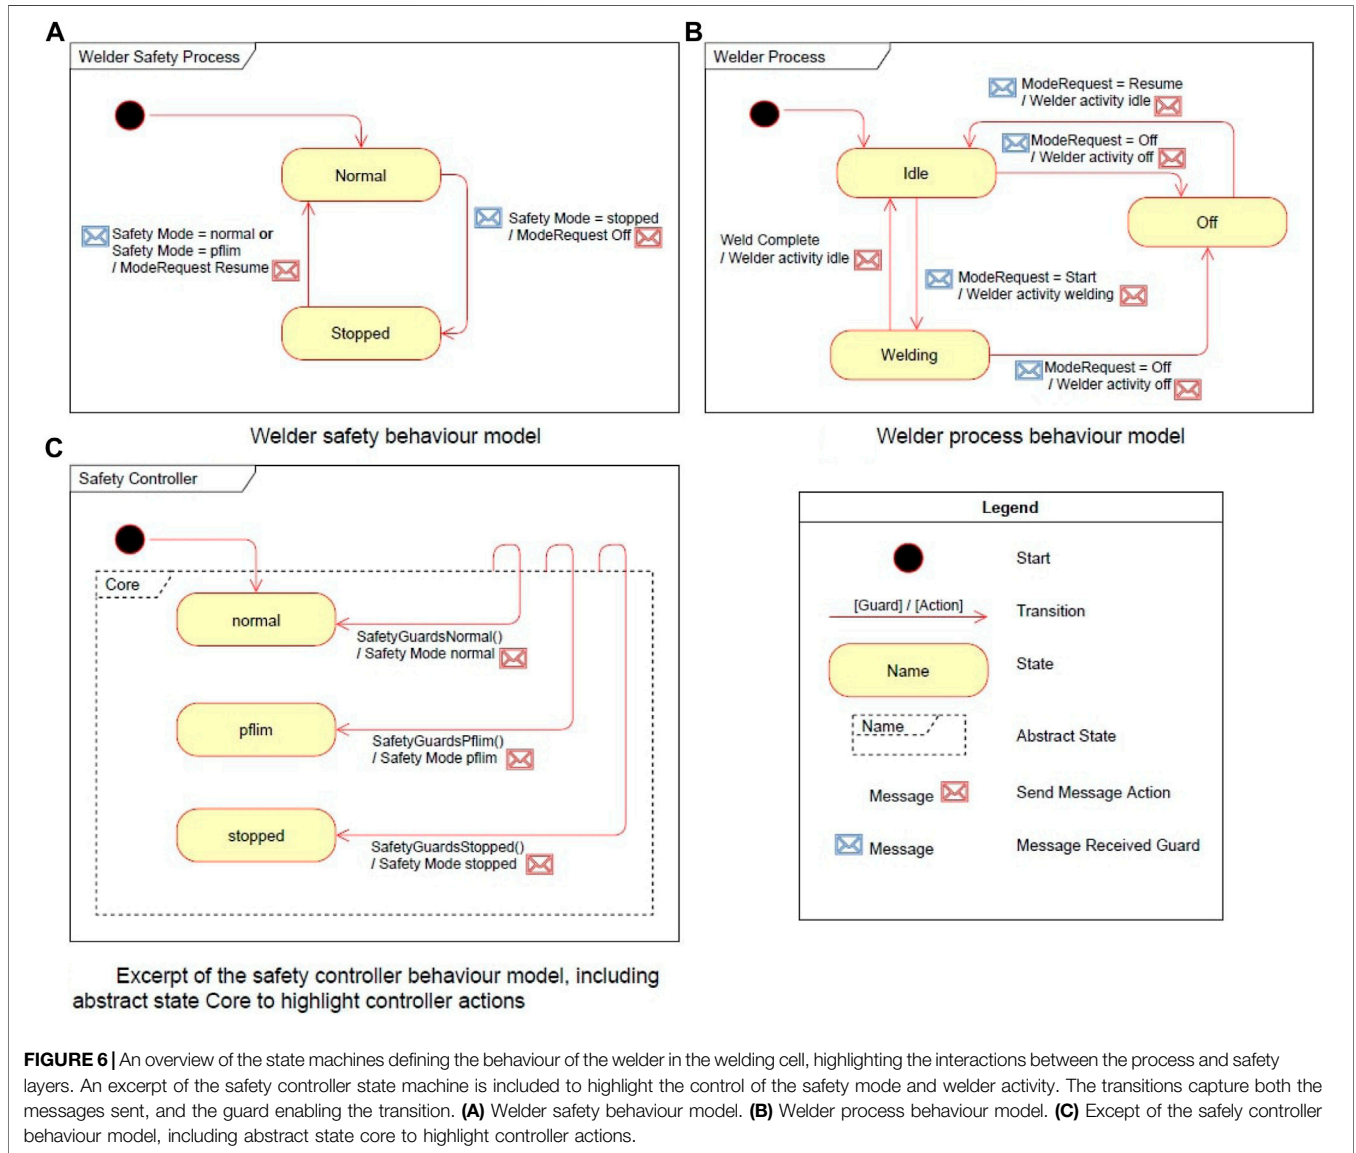 A
Welder Safety Process
Normal
Safety Mode = stopped
/ ModeRequest Off
Safety Mode = normal or
Safety Mode = pflim
/ ModeRequest Resume
Stopped
Welder safety behaviour model
B
Welder Process
ModeRequest = Resume
/ Welder activity idle
ModeRequest = Off
/ Welder activity off
Idle
Off
Weld Complete
/ Welder activity idle
ModeRequest = Start
/ Welder activity welding
Welding
ModeRequest = Off
/ Welder activity off
Welder process behaviour model
C
Safety Controller
Core
normal
SafetyGuardsNormal()
/ Safety Mode normal
pflim
SafetyGuardsPflim()
/ Safety Mode pflim
stopped
SafetyGuardsStopped()
/ Safety Mode stopped
Excerpt of the safety controller behaviour model, including
abstract state Core to highlight controller actions
Legend
Start
[Guard] / [Action]
Transition
Name
State
Name
Abstract State
Message
Send Message Action
Message
Message Received Guard
FIGURE 6 | An overview of the state machines defining the behaviour of the welder in the welding cell, highlighting the interactions between the process and safety
layers. An excerpt of the safety controller state machine is included to highlight the control of the safety mode and welder activity. The transitions capture both the
messages sent, and the guard enabling the transition. (A) Welder safety behaviour model. (B) Welder process behaviour model. (C) Except of the safely controller
behaviour model, including abstract state core to highlight controller actions.